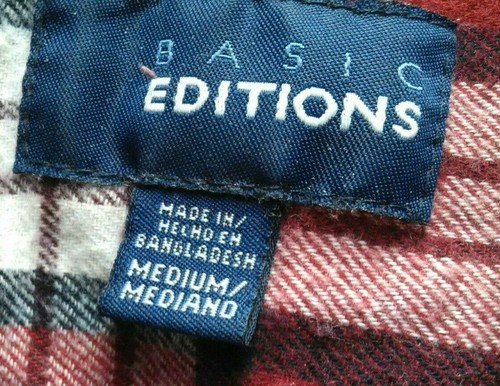 BASIC
EDITIONS
MADE IN/
HECHO EN
BANGLADESH
MEDIUM/
MEDIANO